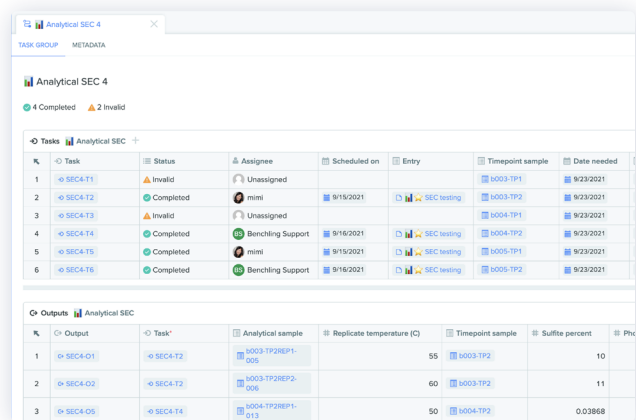 Analytical SEC 4
TASK GROUP METADATA
Analytical SEC 4
4 Completed 2 Invalid
Tasks Analytical SEC
Task Status Assignee Scheduled on Entry Timepoint sample Date needed
1 SEC4-T1 Invalid Unassigned b003-TP1 9/23/2021
2 SEC4-T2 Completed mimi 9/15/2021 SEC testing b003-TP2 9/23/2021
3 SEC4-T3 Invalid Unassigned b004-TP1 9/23/2021
4 SEC4-T4 Completed BS Benchling Support 9/16/2021 SEC testing b004-TP2 9/23/2021
5 SEC4-T5 Completed mimi 9/15/2021 SEC testing b005-TP1 9/23/2021
6 SEC4-T6 Completed BS Benchling Support 9/16/2021 SEC testing b005-TP2 9/23/2021
Outputs Analytical SEC
Output Task* Analytical sample # Replicate temperature (C) Timepoint sample # Sulfite percent # Pho
1 SEC4-O1 SEC4-T2 b003-TP2REP1-
005 55 b003-TP2 10
2 SEC4-O2 SEC4-T2 b003-TP2REP2-
006 60 b003-TP2 11
3 SEC4-O5 SEC4-T4 b004-TP2REP1-
013 50 b004-TP2 0.03868